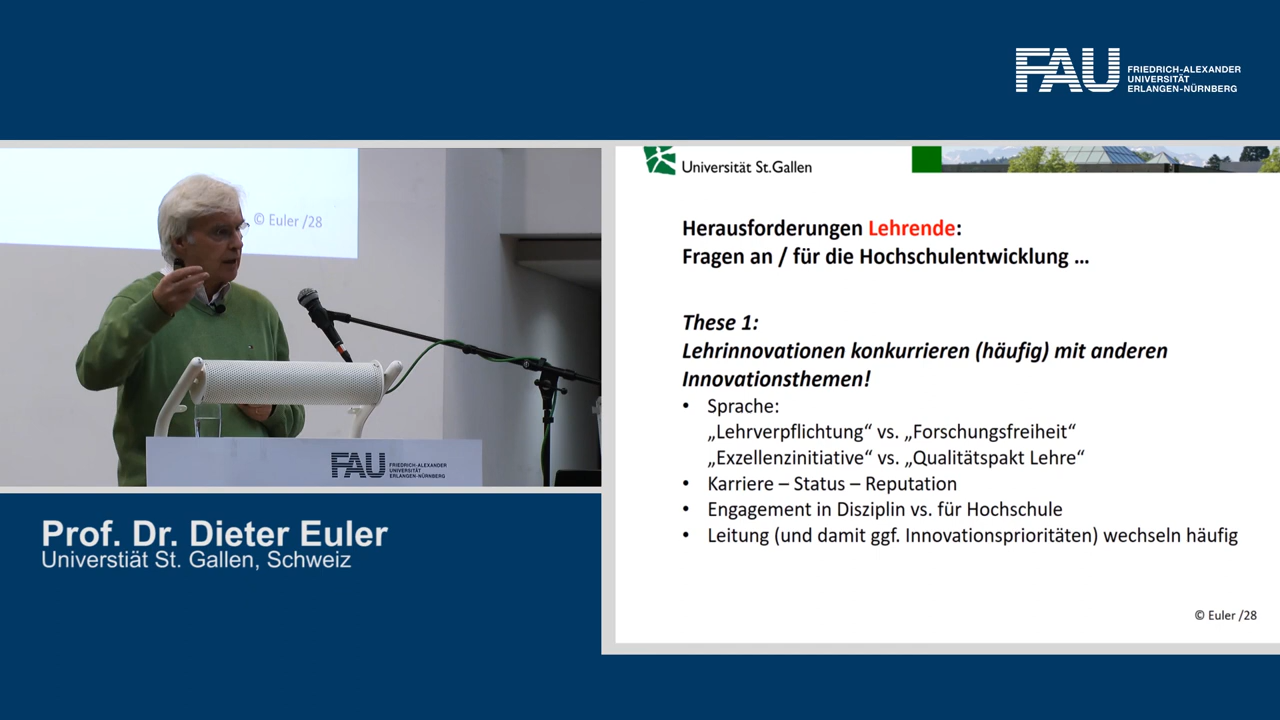 FAU
FRIEDRICH-ALEXANDER
UNIVERSITÄT
ERLANGEN-NÜRNBERG
© Euler /28
FAU
FRIEDRICH-ALEXANDER
UNIVERSITÄT
ERLANGEN-NÜRNBERG
Prof. Dr. Dieter Euler
Universtiät St. Gallen, Schweiz
Universität St.Gallen
Herausforderungen Lehrende:
Fragen an / für die Hochschulentwicklung ...
These 1:
Lehrinnovationen konkurrieren (häufig) mit anderen
Innovationsthemen!
• Sprache:
„Lehrverpflichtung“ vs. „Forschungsfreiheit“
„Exzellenzinitiative“ vs. „Qualitätspakt Lehre“
• Karriere – Status – Reputation
• Engagement in Disziplin vs. für Hochschule
• Leitung (und damit ggf. Innovationsprioritäten) wechseln häufig
© Euler /28